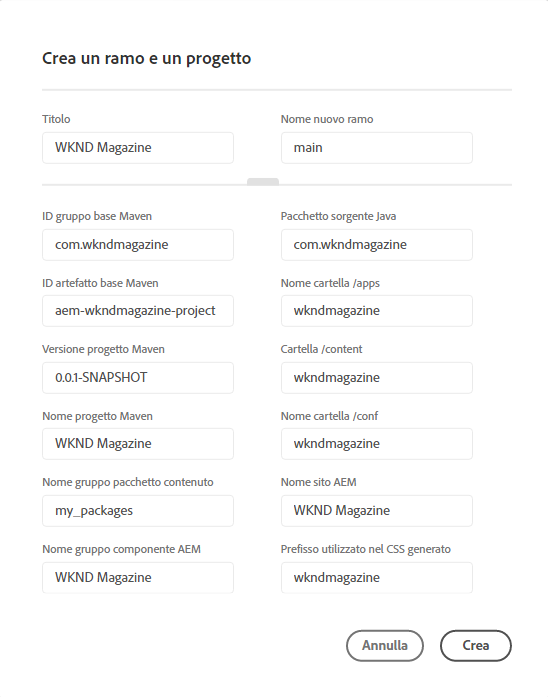 Crea un ramo e un progetto
Titolo
Nome nuovo ramo
WKND Magazine
main
ID gruppo base Maven
Pacchetto sorgente Java
com.wkndmagazine
com.wkndmagazine
ID artefatto base Maven
Nome cartella /apps
aem-wkndmagazine-project
wkndmagazine
Versione progetto Maven
Cartella /content
0.0.1-SNAPSHOT
wkndmagazine
Nome progetto Maven
Nome cartella /conf
WKND Magazine
wkndmagazine
Nome gruppo pacchetto contenuto
Nome sito AEM
my_packages
WKND Magazine
Nome gruppo componente AEM
Prefisso utilizzato nel CSS generato
WKND Magazine
wkndmagazine
Annulla
Crea